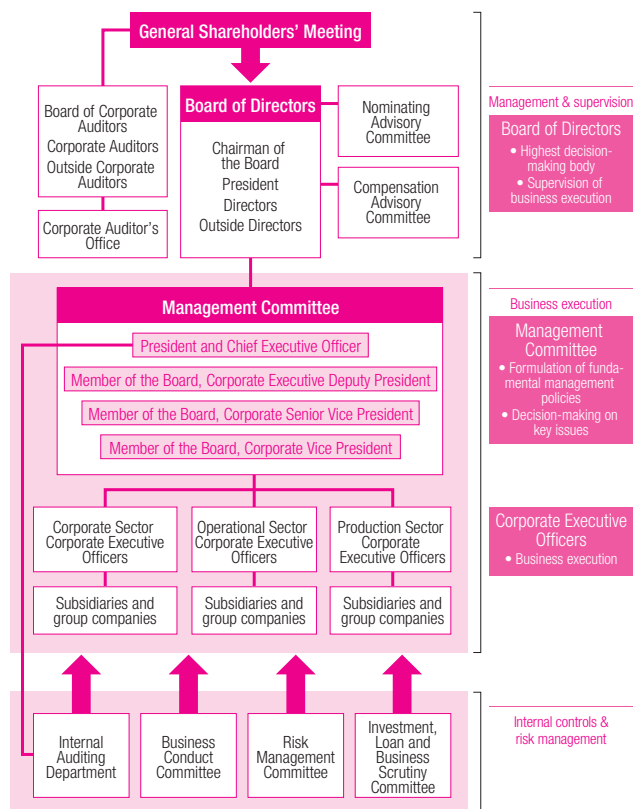 General Shareholders' Meeting
Board of Corporate
Auditors
Corporate Auditors
Outside Corporate
Auditors
Corporate Auditor's
Office
Board of Directors
Chairman of
the Board
President
Directors
Outside Directors
Nominating
Advisory
Committee
Compensation
Advisory
Committee
Management & supervision
Board of Directors
• Highest decision-
making body
• Supervision of
business execution
Management Committee
President and Chief Executive Officer
Member of the Board, Corporate Executive Deputy President
Member of the Board, Corporate Senior Vice President
Member of the Board, Corporate Vice President
Business execution
Management
Committee
• Formulation of funda-
mental management
policies
• Decision-making on
key issues
Corporate Sector
Corporate Executive
Officers
Operational Sector
Corporate Executive
Officers
Production Sector
Corporate
Executive Officers
Corporate Executive
Officers
• Business execution
Subsidiaries and
group companies
Subsidiaries and
group companies
Subsidiaries and
group companies
Internal
Auditing
Department
Business
Conduct
Committee
Risk
Management
Committee
Investment,
Loan and
Business
Scrutiny
Committee
Internal controls &
risk management